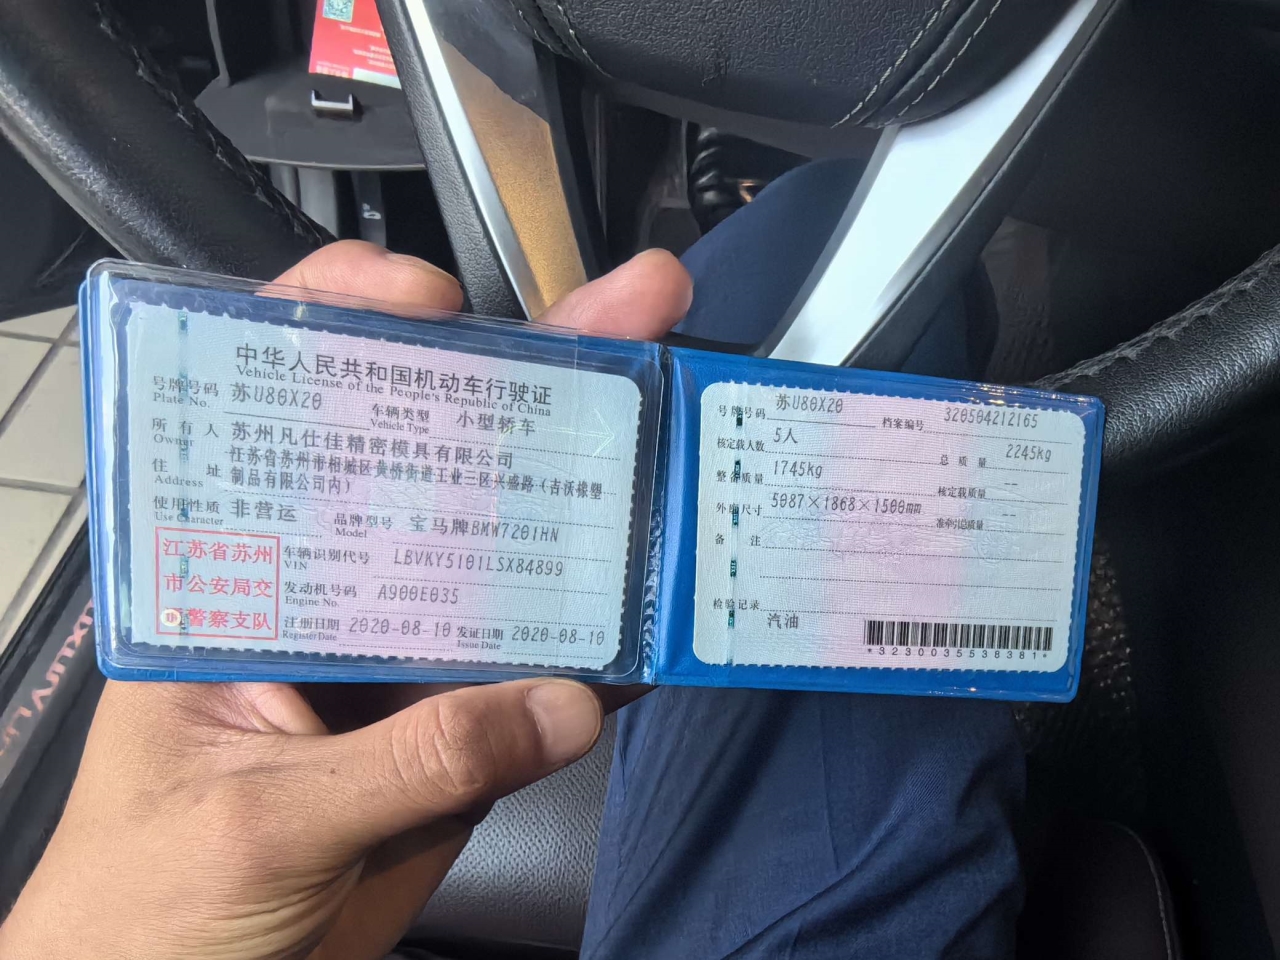 中华人民共和国机动车行驶证
Vehicle License of the People's Republic of China
号牌号码 苏U80X20 车辆类型 小型轿车
Plate No. Vehicle Type
所有人 苏州凡仕佳精密模具有限公司
Owner
住址 江苏省苏州市相城区黄桥街道工业三区兴盛路（吉沃橡塑
Address 制品有限公司内）
使用性质 非营运 品牌型号 宝马牌BMW7201HN
Use Character Model
江苏省苏州
市公安局交
警察支队
车辆识别代号 LBVKY5101LSX84899
VIN
发动机号码 A900E035
Engine No.
注册日期 2020-08-10 发证日期 2020-08-10
Register Date Issue Date
号牌号码 苏U80X20 档案编号 320504212165
核定载人数 5人 总质量 2245kg
整备质量 1745kg 核定载质量 --
外廓尺寸 5087×1868×1500mm 准牵引总质量 --
备注
检验记录
汽油
*3230035538381*